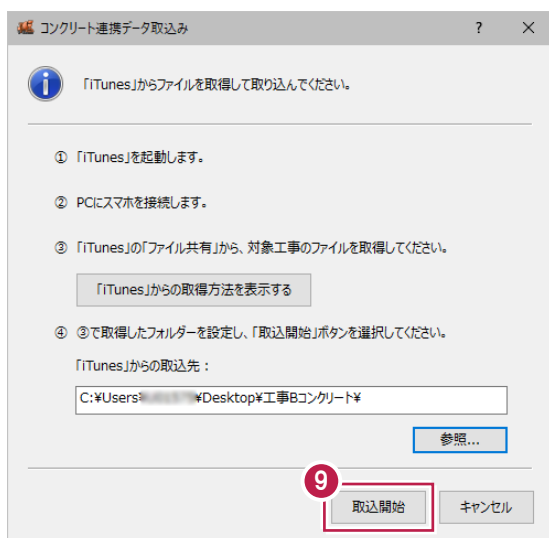 コンクリート連携データ取込み
「iTunes」からファイルを取得して取り込んでください。
① 「iTunes」を起動します。
② PCにスマホを接続します。
③ 「iTunes」の「ファイル共有」から、対象工事のファイルを取得してください。
「iTunes」からの取得方法を表示する
④ ③で取得したフォルダーを設定し、「取込開始」ボタンを選択してください。
「iTunes」からの取込先：
C:¥Users¥ ¥Desktop¥工事Bコンクリート¥
参照...
9
取込開始 キャンセル